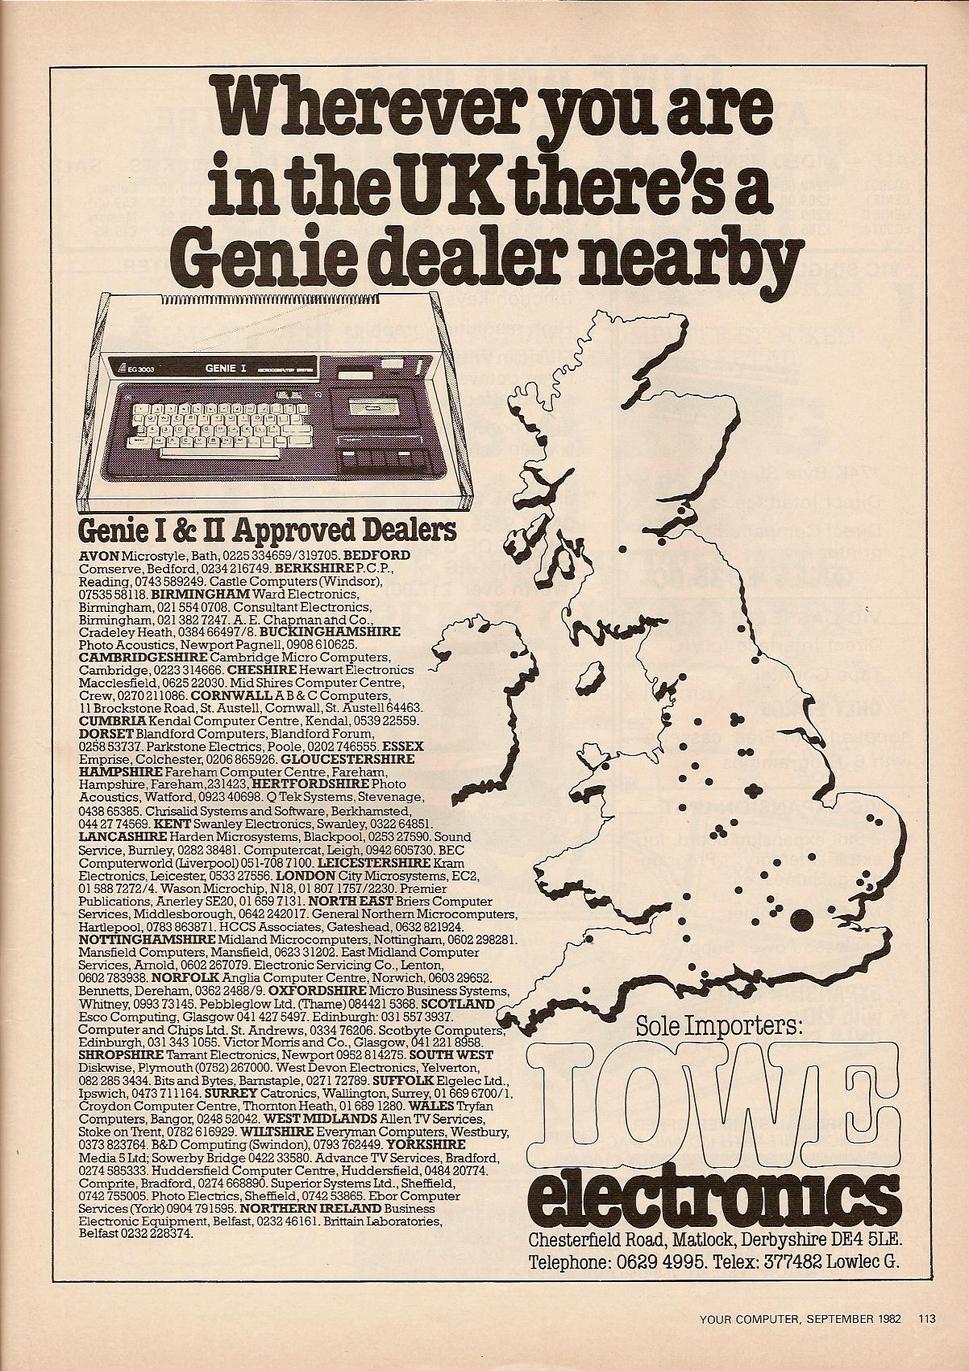 Wherever you are
in the UK there's a
Genie dealer nearby
EG 3003 GENIE I MICROCOMPUTER SYSTEM
Genie I & II Approved Dealers
AVON Microstyle, Bath, 0225 334659/319705. BEDFORD
Comserve, Bedford, 0234 216749. BERKSHIRE P.C.P.,
Reading, 0743 589249. Castle Computers (Windsor),
07535 58118. BIRMINGHAM Ward Electronics,
Birmingham, 021 554 0708. Consultant Electronics,
Birmingham, 021 382 7247. A. E. Chapman and Co.,
Cradeley Heath, 0384 66497/8. BUCKINGHAMSHIRE
Photo Acoustics, Newport Pagnell, 0908 610625.
CAMBRIDGESHIRE Cambridge Micro Computers,
Cambridge, 0223 314666. CHESHIRE Hewart Electronics
Macclesfield, 0625 22030. Mid Shires Computer Centre,
Crew, 0270 211086. CORNWALL A B & C Computers,
11 Brockstone Road, St. Austell, Cornwall, St. Austell 64463.
CUMBRIA Kendal Computer Centre, Kendal, 0539 22559.
DORSET Blandford Computers, Blandford Forum,
0258 53737. Parkstone Electrics, Poole, 0202 746555. ESSEX
Emprise, Colchester, 0206 865926. GLOUCESTERSHIRE
HAMPSHIRE Fareham Computer Centre, Fareham,
Hampshire, Fareham,231423, HERTFORDSHIRE Photo
Acoustics, Watford, 0923 40698. Q Tek Systems, Stevenage,
0438 65385. Chrisalid Systems and Software, Berkhamsted,
044 27 74569. KENT Swanley Electronics, Swanley, 0322 64851.
LANCASHIRE Harden Microsystems, Blackpool, 0253 27590. Sound
Service, Burnley, 0282 38481. Computercat, Leigh, 0942 605730. BEC
Computerworld (Liverpool) 051-708 7100. LEICESTERSHIRE Kram
Electronics, Leicester, 0533 27556. LONDON City Microsystems, EC2,
01 588 7272/4. Wason Microchip, N18, 01 807 1757/2230. Premier
Publications, Anerley SE20, 01 659 7131. NORTH EAST Briers Computer
Services, Middlesborough, 0642 242017. General Northern Microcomputers,
Hartlepool, 0783 863871. HCCS Associates, Gateshead, 0632 821924.
NOTTINGHAMSHIRE Midland Microcomputers, Nottingham, 0602 298281.
Mansfield Computers, Mansfield, 0623 31202. East Midland Computer
Services, Arnold, 0602 267079. Electronic Servicing Co., Lenton,
0602 783938. NORFOLK Anglia Computer Centre, Norwich, 0603 29652.
Bennetts, Dereham, 0362 2488/9. OXFORDSHIRE Micro Business Systems,
Whitney, 0993 73145. Pebbleglow Ltd. (Thame) 084421 5368. SCOTLAND
Esco Computing, Glasgow 041 427 5497. Edinburgh: 031 557 3937.
Computer and Chips Ltd. St. Andrews, 0334 76206. Scotbyte Computers,
Edinburgh, 031 343 1055. Victor Morris and Co., Glasgow, 041 221 8958.
SHROPSHIRE Tarrant Electronics, Newport 0952 814275. SOUTH WEST
Diskwise, Plymouth (0752) 267000. West Devon Electronics, Yelverton,
082 285 3434. Bits and Bytes, Barnstaple, 0271 72789. SUFFOLK Elgelec Ltd.,
Ipswich, 0473 711164. SURREY Catronics, Wallington, Surrey, 01 669 6700/1.
Croydon Computer Centre, Thornton Heath, 01 689 1280. WALES Tryfan
Computers, Bangor, 0248 52042. WEST MIDLANDS Allen TV Services,
Stoke on Trent, 0782 616929. WILTSHIRE Everyman Computers, Westbury,
0373 823764. B&D Computing (Swindon), 0793 762449. YORKSHIRE
Media 5 Ltd; Sowerby Bridge 0422 33580. Advance TV Services, Bradford,
0274 585333. Huddersfield Computer Centre, Huddersfield, 0484 20774.
Comprite, Bradford, 0274 668890. Superior Systems Ltd., Sheffield,
0742 755005. Photo Electrics, Sheffield, 0742 53865. Ebor Computer
Services (York) 0904 791595. NORTHERN IRELAND Business
Electronic Equipment, Belfast, 0232 46161. Brittain Laboratories,
Belfast 0232 228374.
Sole Importers:
LOWE
electronics
Chesterfield Road, Matlock, Derbyshire DE4 5LE.
Telephone: 0629 4995. Telex: 377482 Lowlec G.
YOUR COMPUTER, SEPTEMBER 1982 113